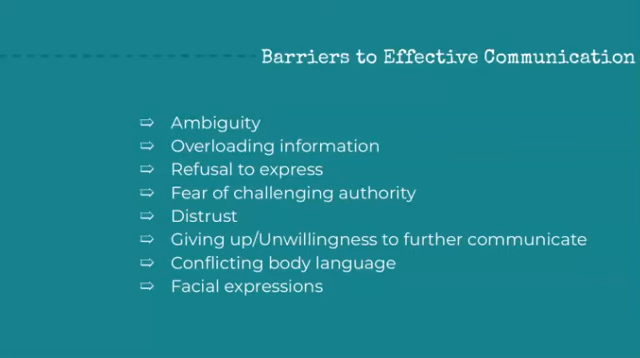 Barriers to Effective Communication
⇨ Ambiguity
⇨ Overloading information
⇨ Refusal to express
⇨ Fear of challenging authority
⇨ Distrust
⇨ Giving up/Unwillingness to further communicate
⇨ Conflicting body language
⇨ Facial expressions